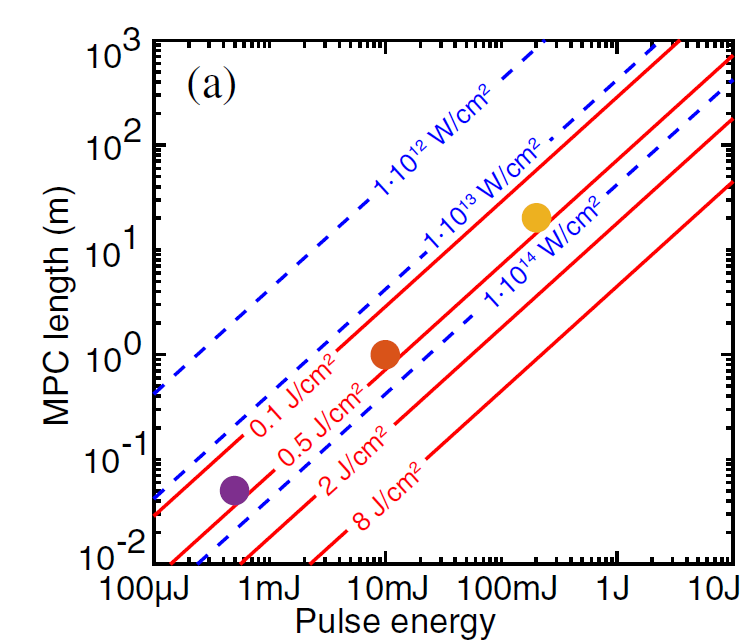 (a)
10³
10²
10¹
10⁰
10⁻¹
10⁻²
MPC length (m)
1·10¹² W/cm²
1·10¹³ W/cm²
1·10¹⁴ W/cm²
0.1 J/cm²
0.5 J/cm²
2 J/cm²
8 J/cm²
100μJ 1mJ 10mJ 100mJ 1J 10J
Pulse energy